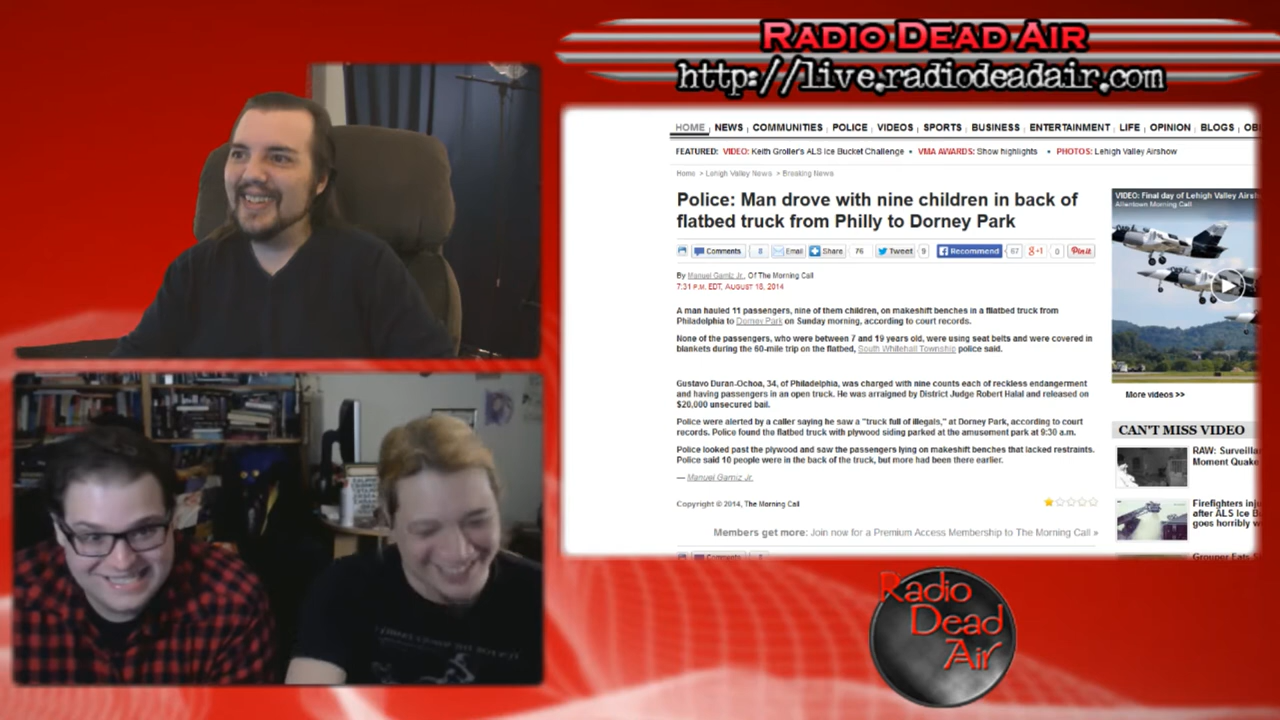 RADIO DEAD AIR
http://live.radiodeadair.com
HOME NEWS COMMUNITIES POLICE VIDEOS SPORTS BUSINESS ENTERTAINMENT LIFE OPINION BLOGS
FEATURED: VIDEO: Keith Groller's ALS Ice Bucket Challenge • VMA AWARDS: Show highlights • PHOTOS: Lehigh Valley Airshow
Home > Lehigh Valley News > Breaking News
Police: Man drove with nine children in back of
flatbed truck from Philly to Dorney Park
Comments 8 Email Share 76 Tweet 9 Recommend 67 g+1 0 Pin it
By Manuel Gamiz Jr., Of The Morning Call
7:31 P.M. EDT, AUGUST 18, 2014
A man hauled 11 passengers, nine of them children, on makeshift benches in a flatbed truck from
Philadelphia to Dorney Park on Sunday morning, according to court records.
None of the passengers, who were between 7 and 19 years old, were using seat belts and were covered in
blankets during the 60-mile trip on the flatbed, South Whitehall Township police said.
Gustavo Duran-Ochoa, 34, of Philadelphia, was charged with nine counts each of reckless endangerment
and having passengers in an open truck. He was arraigned by District Judge Robert Halal and released on
$20,000 unsecured bail.
Police were alerted by a caller saying he saw a "truck full of illegals," at Dorney Park, according to court
records. Police found the flatbed truck with plywood siding parked at the amusement park at 9:30 a.m.
Police looked past the plywood and saw the passengers lying on makeshift benches that lacked restraints.
Police said 10 people were in the back of the truck, but more had been there earlier.
— Manuel Gamiz Jr.
Copyright © 2014, The Morning Call
Members get more: Join now for a Premium Access Membership to The Morning Call »
VIDEO: Final day of Lehigh Valley Airsh
Allentown Morning Call
More videos >>
CAN'T MISS VIDEO
RAW: Surveilla
Moment Quake
Firefighters inju
after ALS Ice B
goes horribly w
Radio
Dead
Air